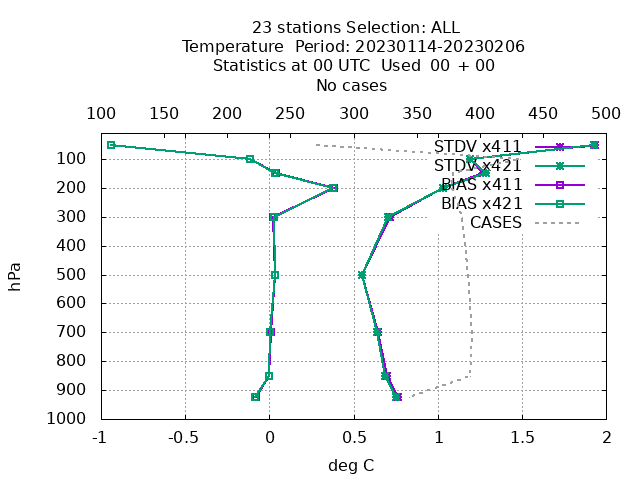 23 stations Selection: ALL
Temperature Period: 20230114-20230206
Statistics at 00 UTC Used 00 + 00
No cases
100 150 200 250 300 350 400 450 500
STDV x411
100
STDV x421
BIAS x411
200
BIAS x421
300
CASES
400
hPa
500
600
700
800
900
1000
-1 -0.5 0 0.5 1 1.5 2
deg C